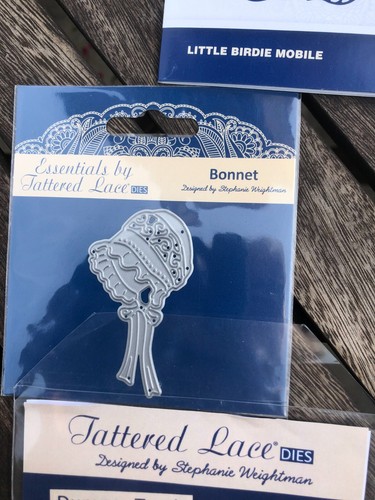 LITTLE BIRDIE MOBILE
Essentials by
Tattered Lace® DIES
Bonnet
Designed by Stephanie Weightman
Tattered Lace® DIES
Designed by Stephanie Weightman